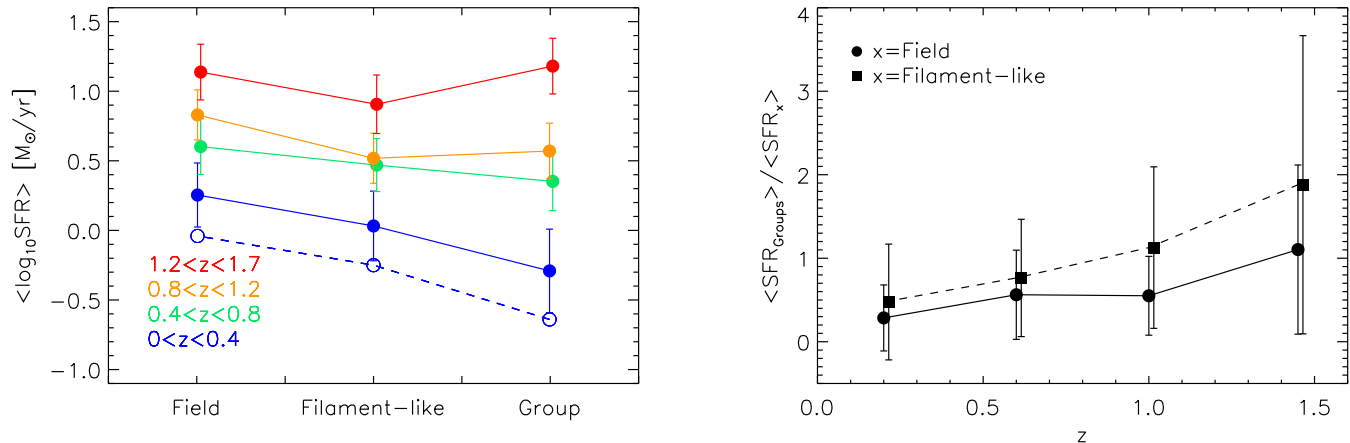 1.5
1.0
0.5
0.0
−0.5
−1.0
<log₁₀SFR> [M⊙/yr]
1.2<z<1.7
0.8<z<1.2
0.4<z<0.8
0<z<0.4
Field Filament−like Group
4
3
2
1
0
<SFR_Groups>/<SFR_x>
x=Field
x=Filament−like
0.0 0.5 1.0 1.5
z